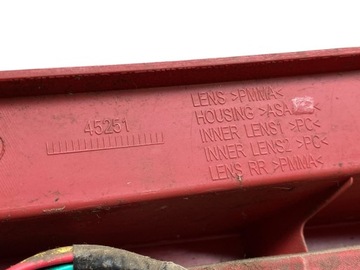 45251
LENS >PMMA<
HOUSING >ASA
INNER LENS1 >PC<
INNER LENS2 >PC<
LENS RR >PMMA<